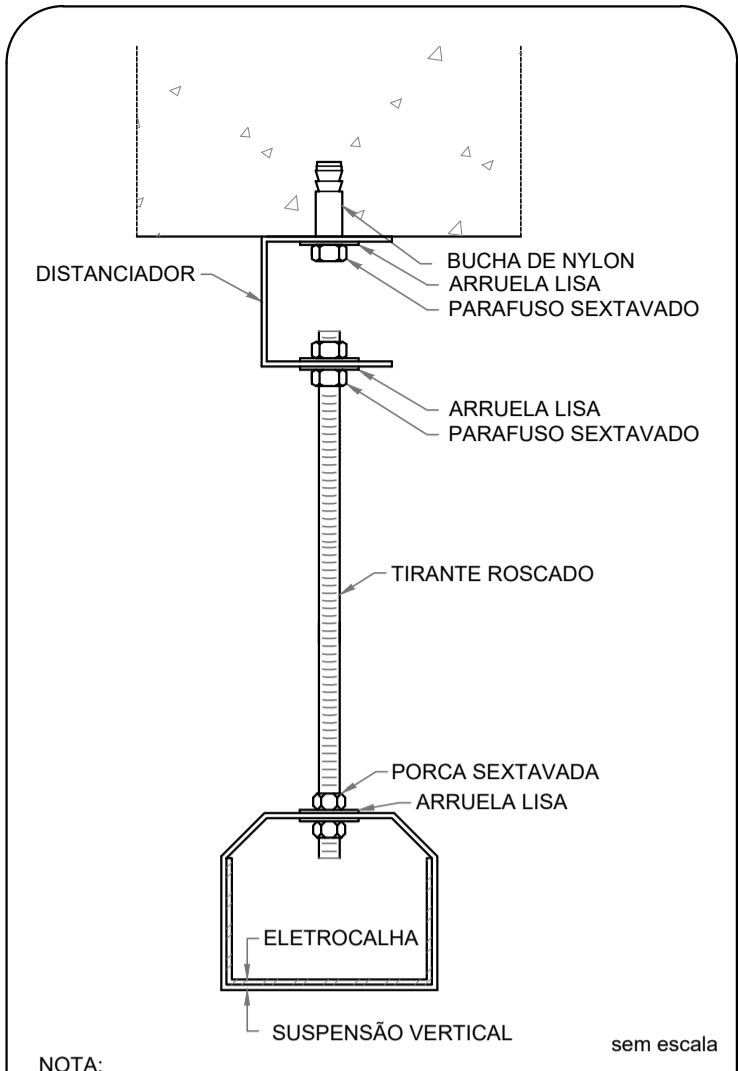 BUCHA DE NYLON
DISTANCIADOR
ARRUELA LISA
PARAFUSO SEXTAVADO
ARRUELA LISA
PARAFUSO SEXTAVADO
TIRANTE ROSCADO
PORCA SEXTAVADA
ARRUELA LISA
ELETROCALHA
SUSPENSÃO VERTICAL
sem escala
NOTA: